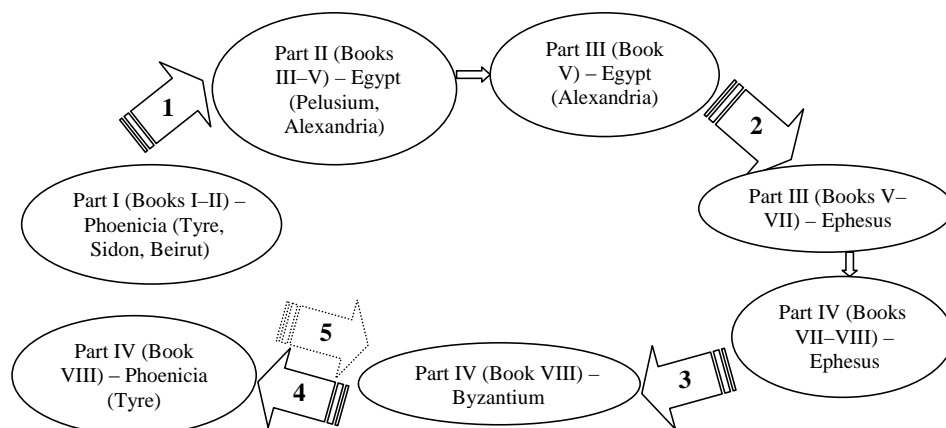 Part II (Books
III–V) – Egypt
(Pelusium,
Alexandria)
Part III (Book
V) – Egypt
(Alexandria)
1
2
Part I (Books I–II) –
Phoenicia (Tyre,
Sidon, Beirut)
Part III (Books V–
VII) – Ephesus
Part IV (Books
VII–VIII) –
Ephesus
3
Part IV (Book VIII) –
Byzantium
4
5
Part IV (Book
VIII) – Phoenicia
(Tyre)